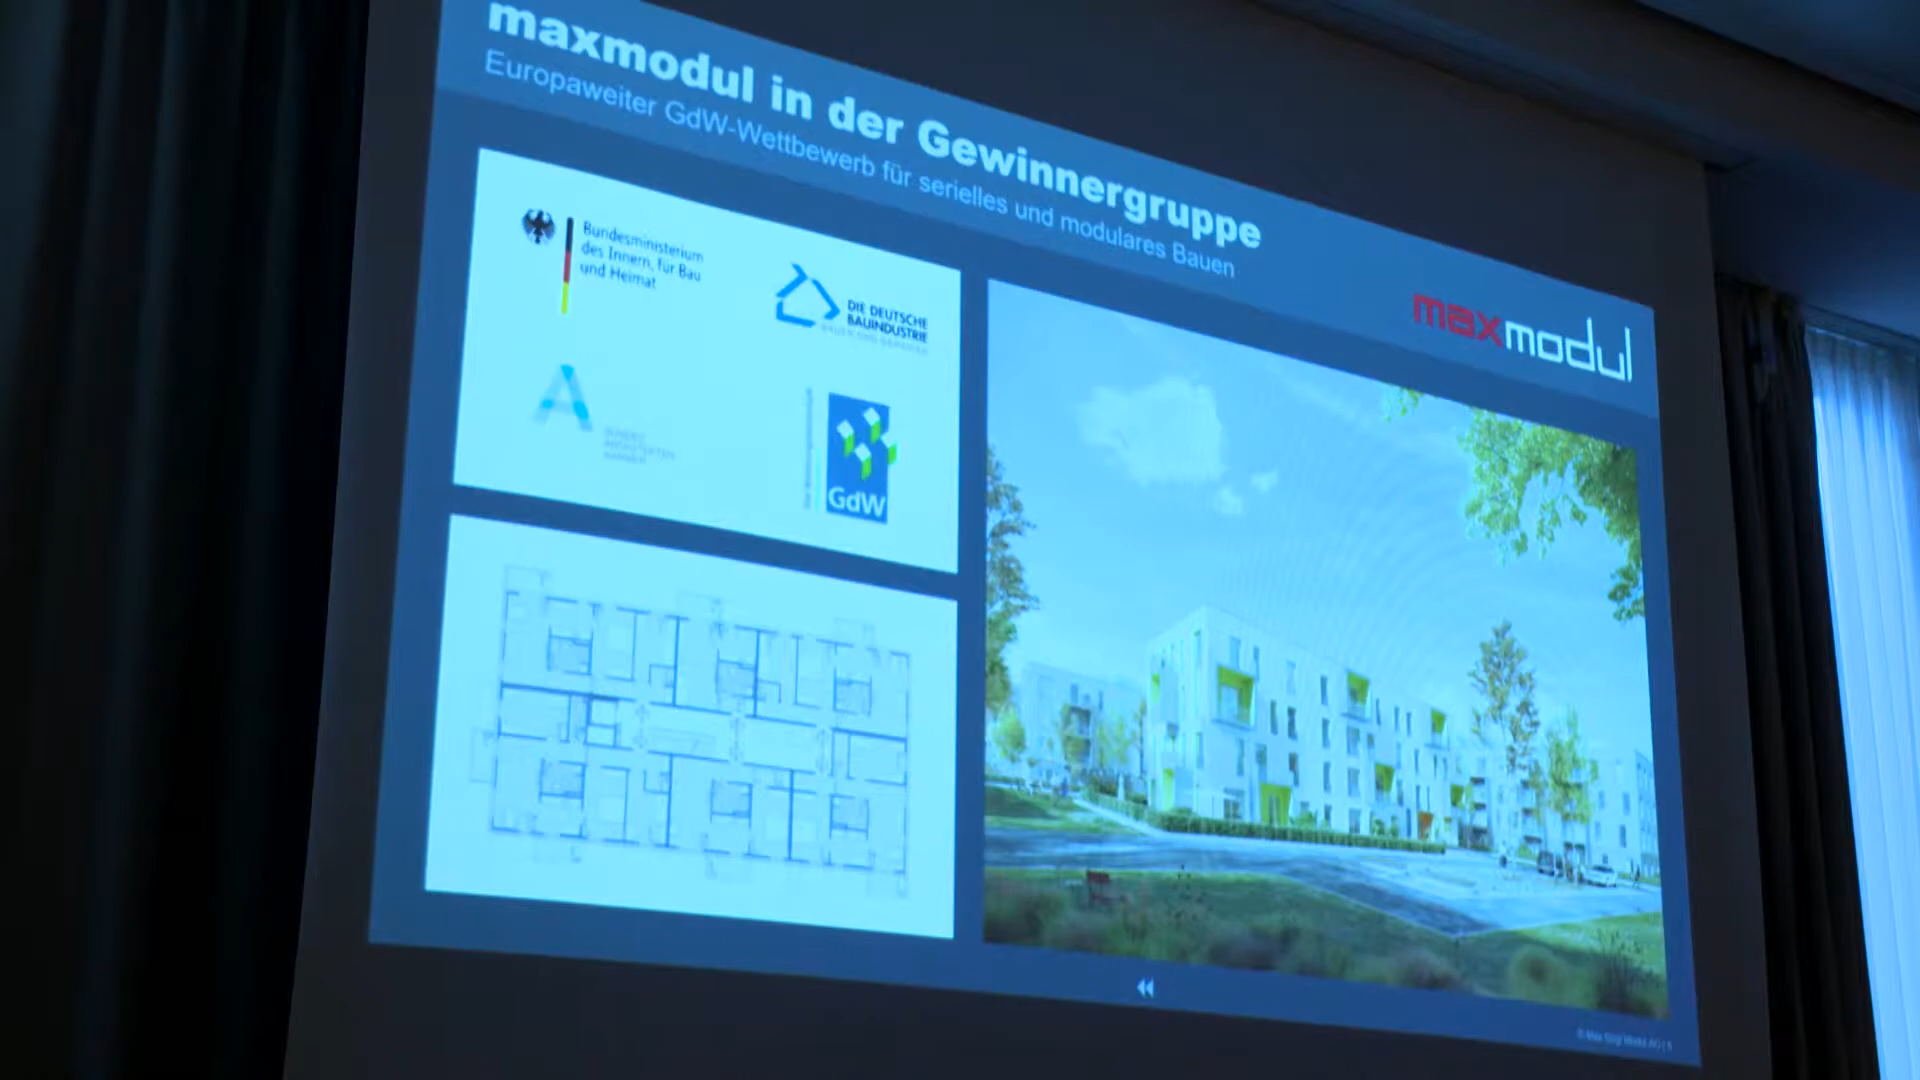 maxmodul in der Gewinnergruppe
Europaweiter GdW-Wettbewerb für serielles und modulares Bauen
maxmodul
Bundesministerium
des Innern, für Bau
und Heimat
DIE DEUTSCHE
BAUINDUSTRIE
GdW